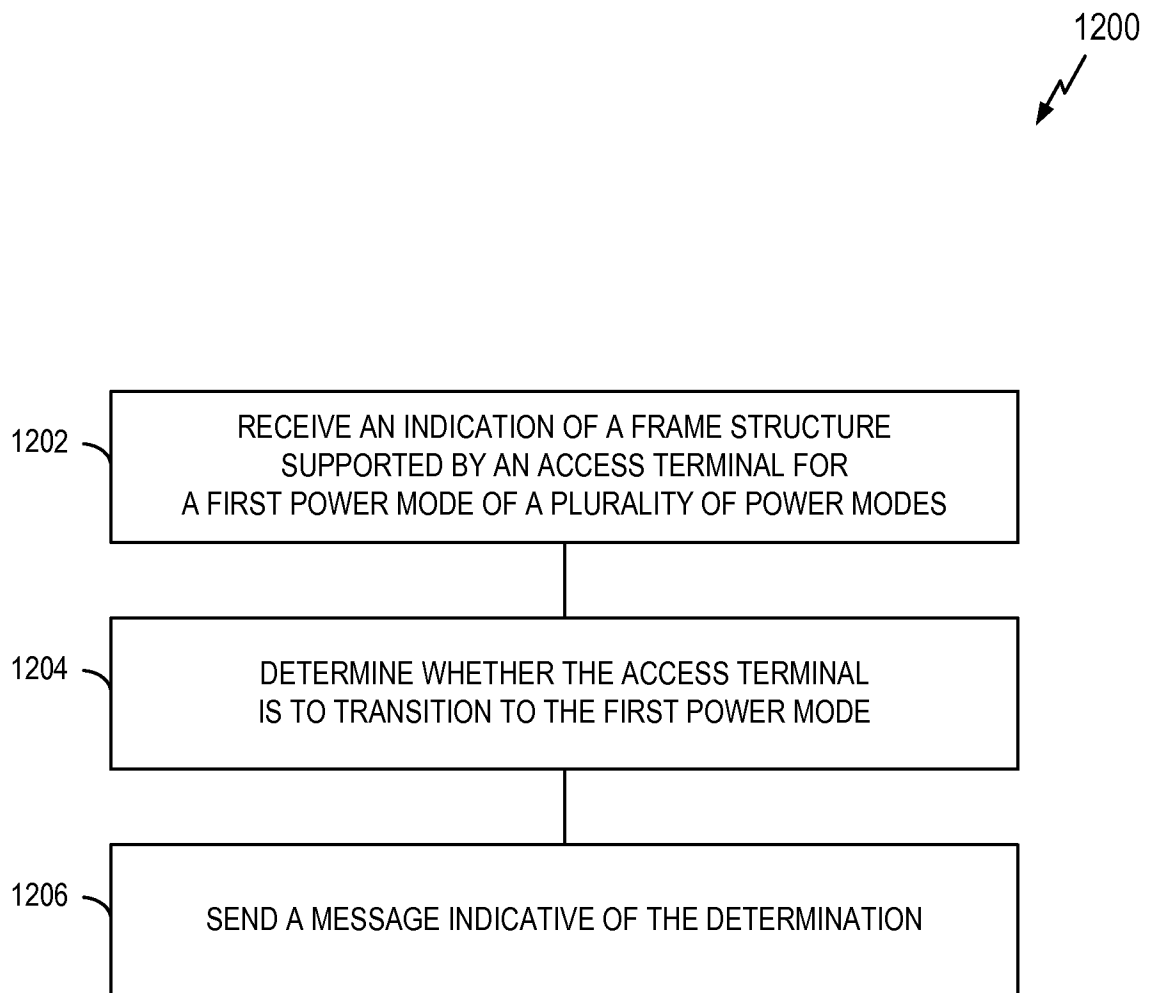 1200
1202
RECEIVE AN INDICATION OF A FRAME STRUCTURE
SUPPORTED BY AN ACCESS TERMINAL FOR
A FIRST POWER MODE OF A PLURALITY OF POWER MODES
1204
DETERMINE WHETHER THE ACCESS TERMINAL
IS TO TRANSITION TO THE FIRST POWER MODE
1206
SEND A MESSAGE INDICATIVE OF THE DETERMINATION